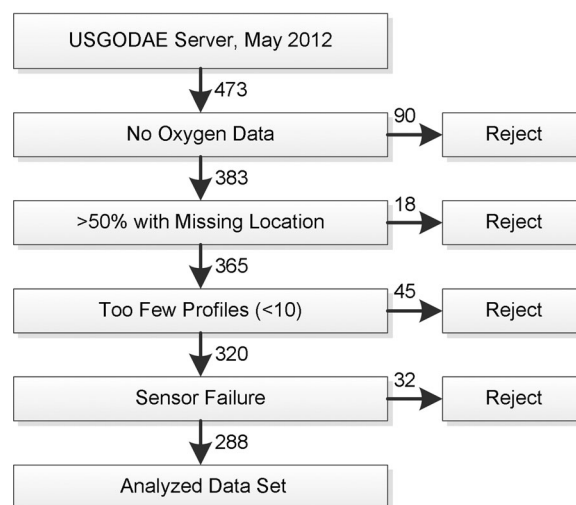 USGODAE Server, May 2012
473
No Oxygen Data
90
Reject
383
>50% with Missing Location
18
Reject
365
Too Few Profiles (<10)
45
Reject
320
Sensor Failure
32
Reject
288
Analyzed Data Set